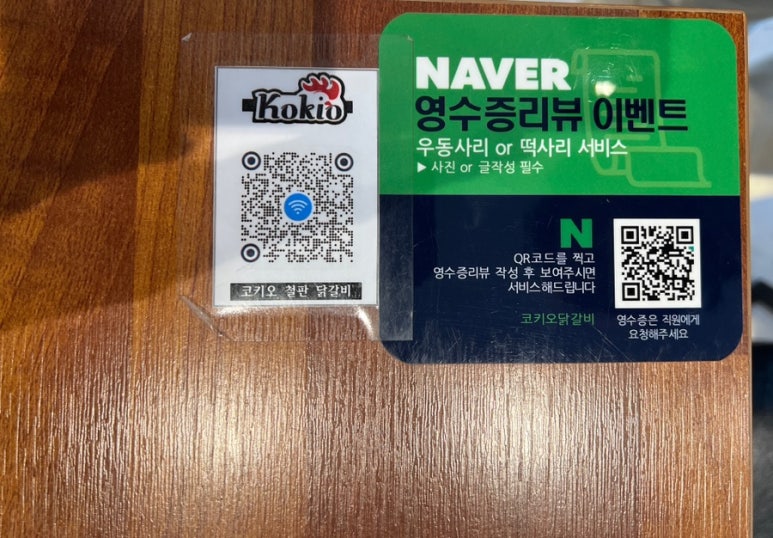 Kokio
코키오 철판 닭갈비
NAVER
영수증리뷰 이벤트
우동사리 or 떡사리 서비스
▶ 사진 or 글작성 필수
N
QR코드를 찍고
영수증리뷰 작성 후 보여주시면
서비스해드립니다
코키오닭갈비
영수증은 직원에게
요청해주세요